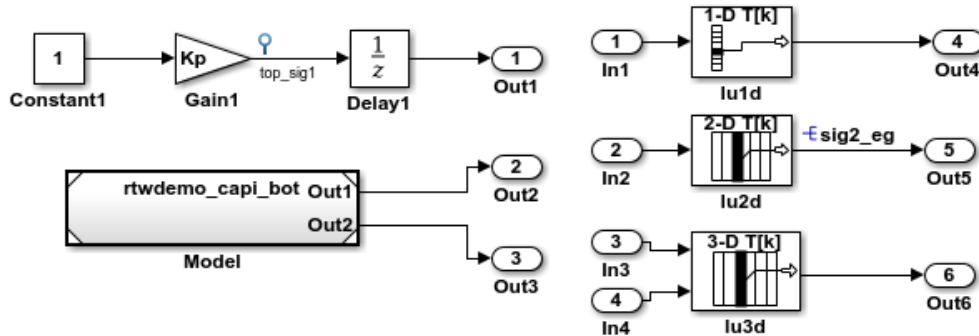 1
Constant1
Kp
Gain1
top_sig1
1
z
Delay1
1
Out1
rtwdemo_capi_bot
Out1
Out2
Model
2
Out2
3
Out3
1
In1
1-D T[k]
lu1d
4
Out4
2
In2
2-D T[k]
lu2d
sig2_eg
5
Out5
3
In3
4
In4
3-D T[k]
lu3d
6
Out6